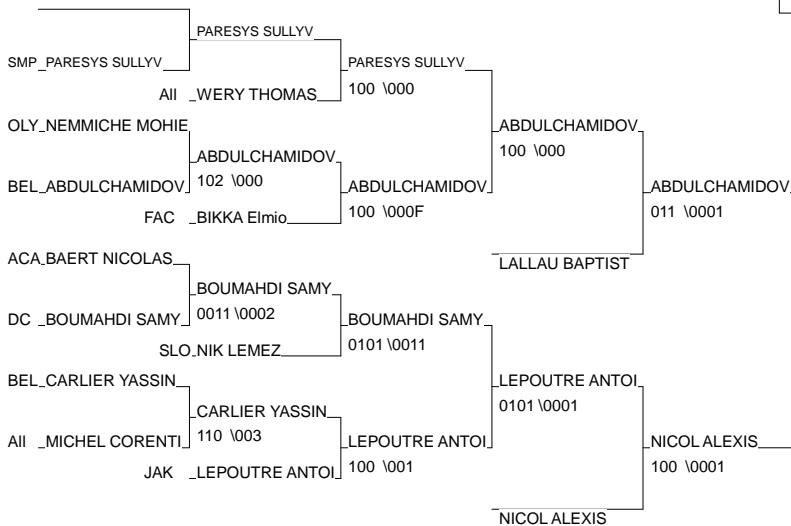 PARESYS SULLYV
SMP PARESYS SULLYV
PARESYS SULLYV
100 \000
All WERY THOMAS
OLY NEMMICHE MOHIE
ABDULCHAMIDOV
100 \000
ABDULCHAMIDOV
102 \000
BEL ABDULCHAMIDOV
ABDULCHAMIDOV
100 \000F
ABDULCHAMIDOV
011 \0001
FAC BIKKA Elmio
ACA BAERT NICOLAS
LALLAU BAPTIST
BOUMAHDI SAMY
0011 \0002
DC BOUMAHDI SAMY
BOUMAHDI SAMY
0101 \0011
SLO NIK LEMEZ
BEL CARLIER YASSIN
LEPOUTRE ANTOI
0101 \0001
CARLIER YASSIN
110 \003
All MICHEL CORENTI
LEPOUTRE ANTOI
100 \001
NICOL ALEXIS
100 \0001
JAK LEPOUTRE ANTOI
NICOL ALEXIS